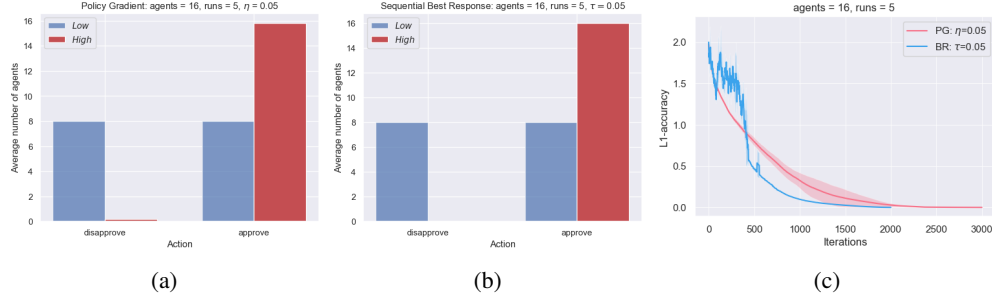 Policy Gradient: agents = 16, runs = 5, η = 0.05
Low
High
Average number of agents
16
14
12
10
8
6
4
2
0
disapprove
approve
Action
(a)
Sequential Best Response: agents = 16, runs = 5, τ = 0.05
Low
High
Average number of agents
16
14
12
10
8
6
4
2
0
disapprove
approve
Action
(b)
agents = 16, runs = 5
PG: η=0.05
BR: τ=0.05
L1-accuracy
2.0
1.5
1.0
0.5
0.0
0
500
1000
1500
2000
2500
3000
Iterations
(c)